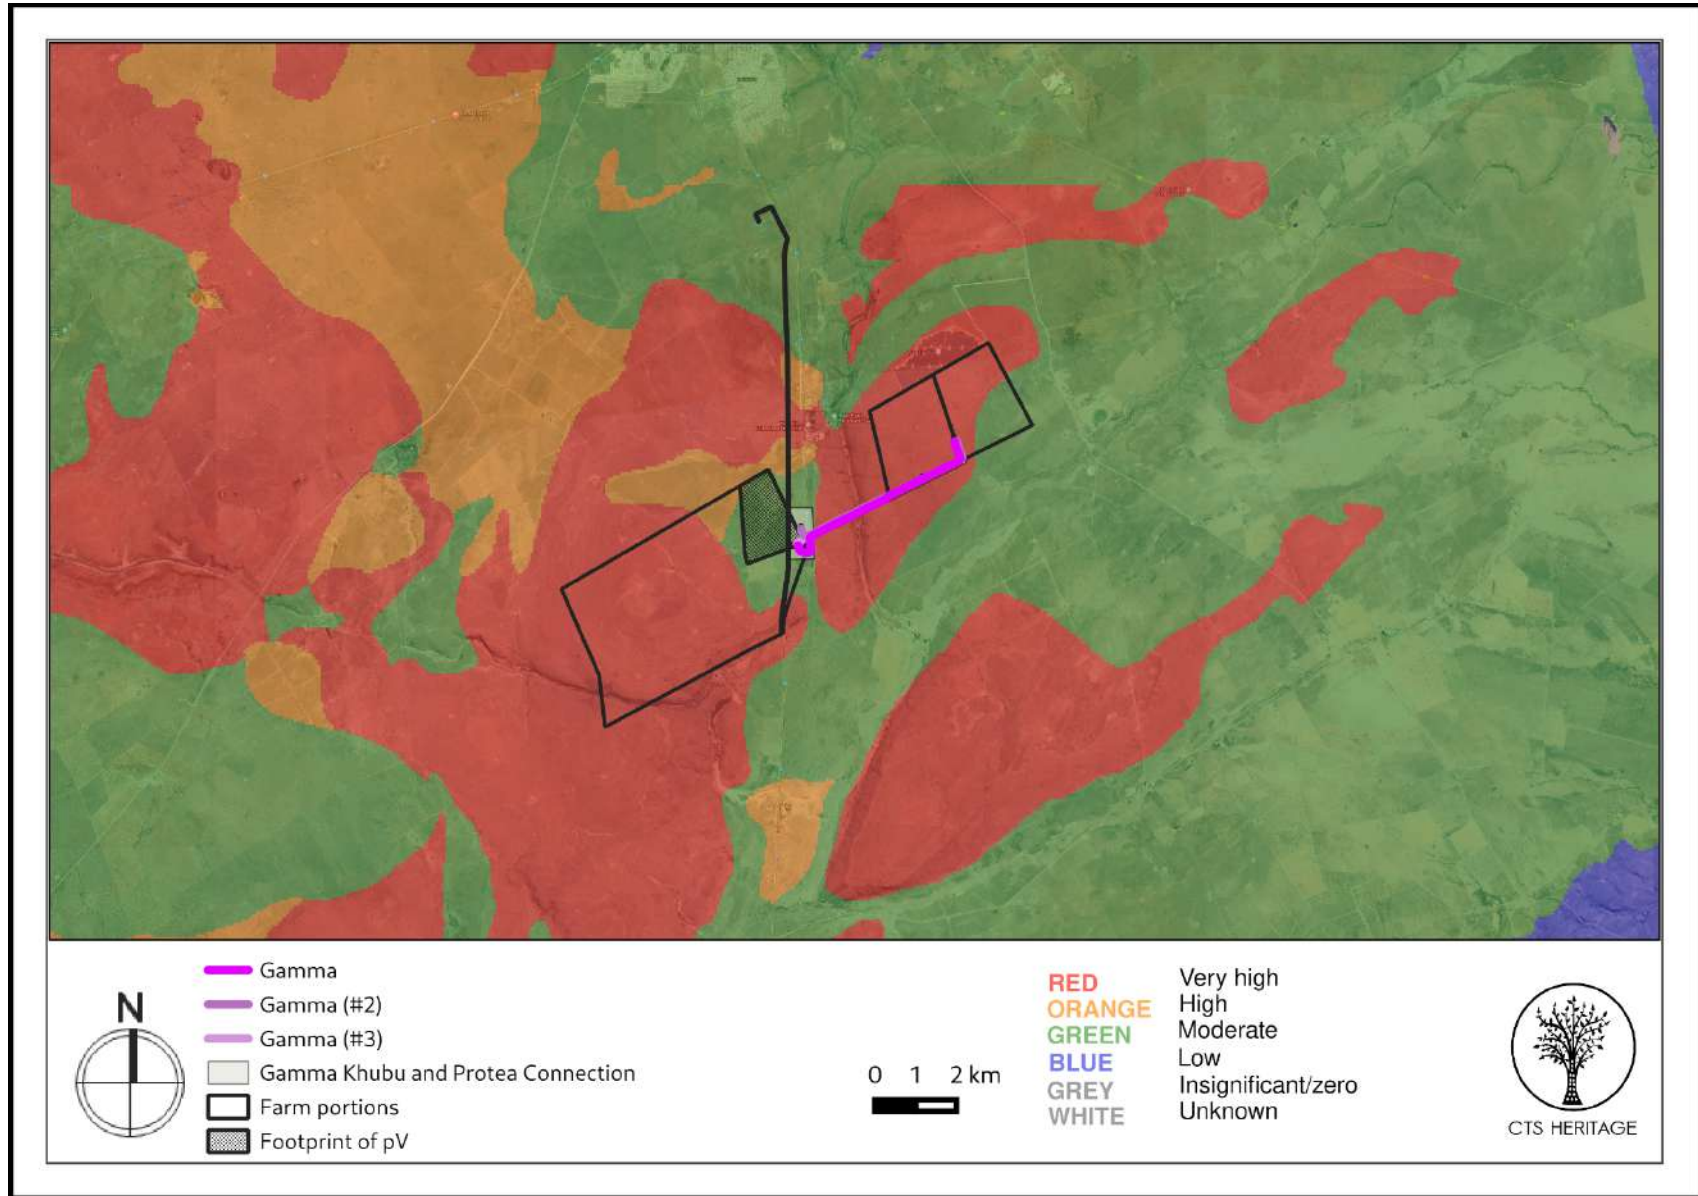 Gamma
Gamma (#2)
Gamma (#3)
Gamma Khubu and Protea Connection
Farm portions
Footprint of pV
N
0 1 2 km
RED Very high
ORANGE High
GREEN Moderate
BLUE Low
GREY Insignificant/zero
WHITE Unknown
CTS HERITAGE